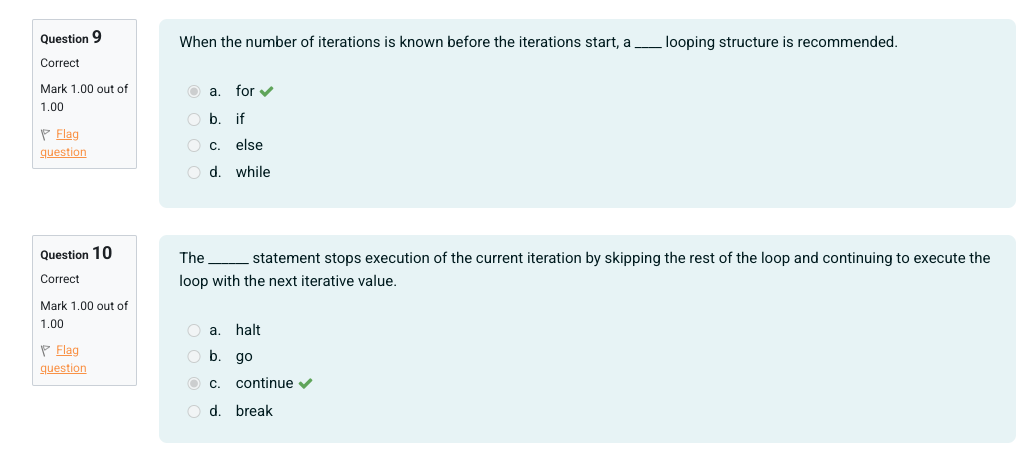 Question 9
Correct
Mark 1.00 out of
1.00
Flag
question
When the number of iterations is known before the iterations start, a ____ looping structure is recommended.
a. for
b. if
c. else
d. while
Question 10
Correct
Mark 1.00 out of
1.00
Flag
question
The ______ statement stops execution of the current iteration by skipping the rest of the loop and continuing to execute the
loop with the next iterative value.
a. halt
b. go
c. continue
d. break